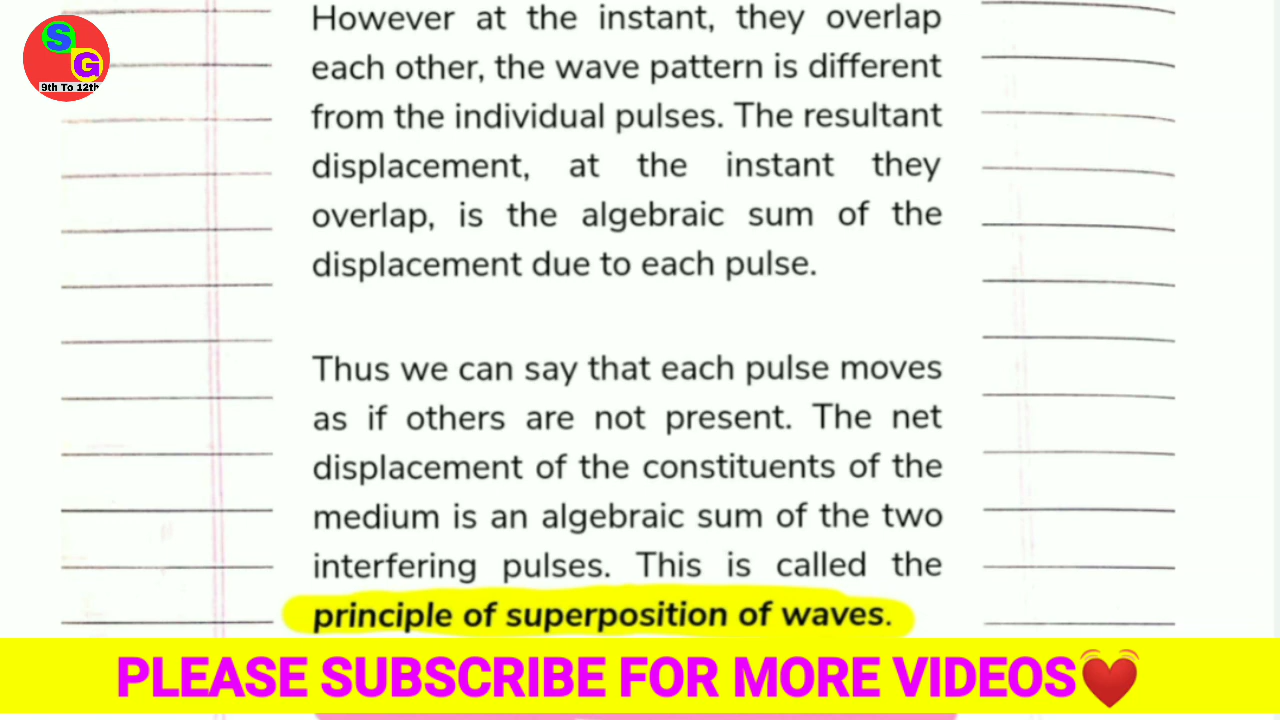 S
G
9th To 12th
However at the instant, they overlap
each other, the wave pattern is different
from the individual pulses. The resultant
displacement, at the instant they
overlap, is the algebraic sum of the
displacement due to each pulse.
Thus we can say that each pulse moves
as if others are not present. The net
displacement of the constituents of the
medium is an algebraic sum of the two
interfering pulses. This is called the
principle of superposition of waves.
PLEASE SUBSCRIBE FOR MORE VIDEOS